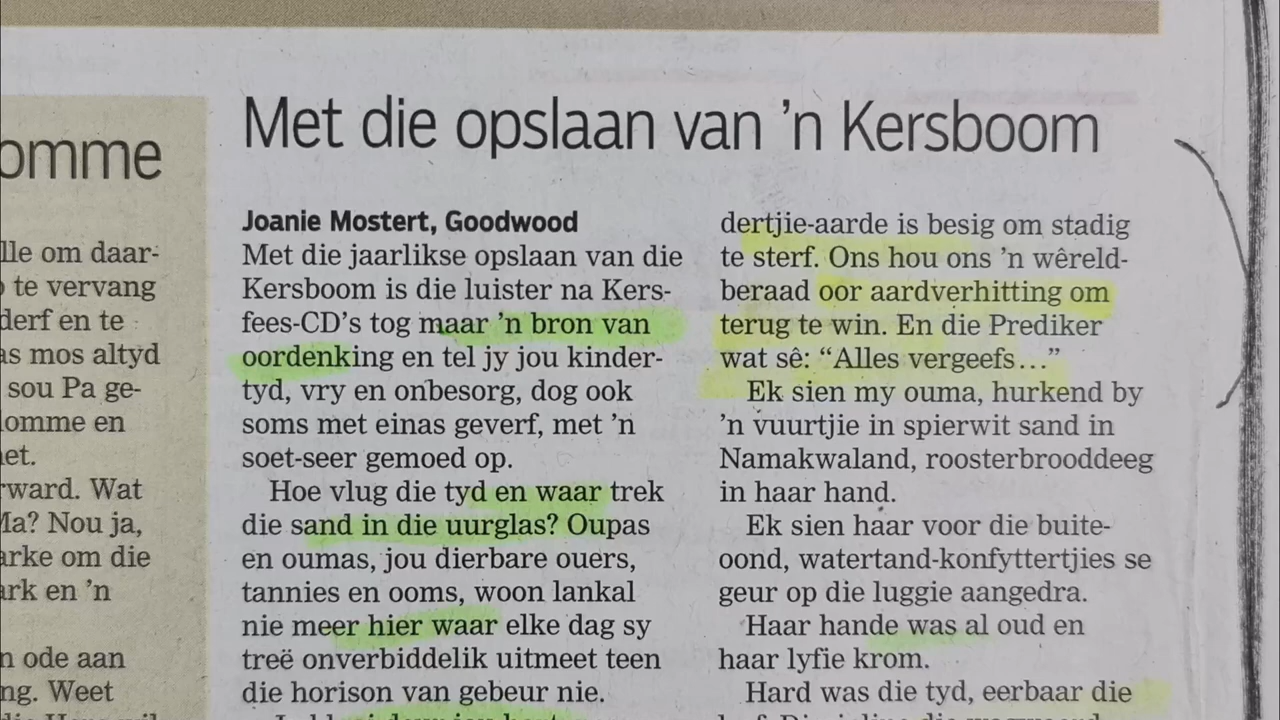 omme
lle om daar-
te vervang
derf en te
as mos altyd
sou Pa ge-
omme en
et.
rward. Wat
Ma? Nou ja,
arke om die
ark en ’n
n ode aan
ng. Weet
Met die opslaan van ’n Kersboom
Joanie Mostert, Goodwood
Met die jaarlikse opslaan van die
Kersboom is die luister na Kers-
fees-CD’s tog maar ’n bron van
oordenking en tel jy jou kinder-
tyd, vry en onbesorg, dog ook
soms met einas geverf, met ’n
soet-seer gemoed op.
Hoe vlug die tyd en waar trek
die sand in die uurglas? Oupas
en oumas, jou dierbare ouers,
tannies en ooms, woon lankal
nie meer hier waar elke dag sy
treë onverbiddelik uitmeet teen
die horison van gebeur nie.
dertjie-aarde is besig om stadig
te sterf. Ons hou ons ’n wêreld-
beraad oor aardverhitting om
terug te win. En die Prediker
wat sê: “Alles vergeefs...”
Ek sien my ouma, hurkend by
’n vuurtjie in spierwit sand in
Namakwaland, roosterbrooddeeg
in haar hand.
Ek sien haar voor die buite-
oond, watertand-konfyttertjies se
geur op die luggie aangedra.
Haar hande was al oud en
haar lyfie krom.
Hard was die tyd, eerbaar die